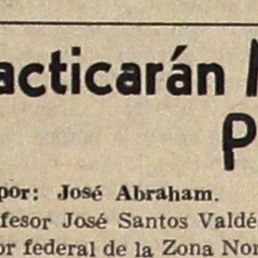 acticarán
P
por: José Abraham.
fesor José Santos Valdé
or federal de la Zona Nor